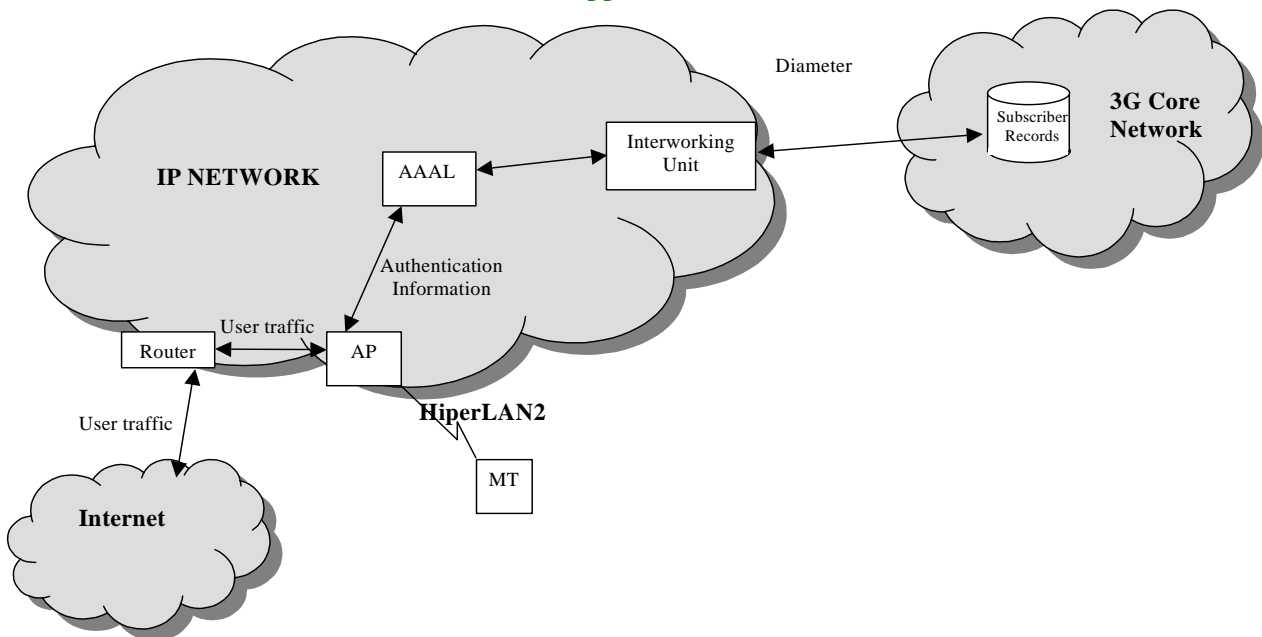 Diameter
Subscriber
Records
3G Core
Network
Interworking
Unit
AAAL
IP NETWORK
Authentication
Information
User traffic
Router
AP
HiperLAN2
User traffic
MT
Internet